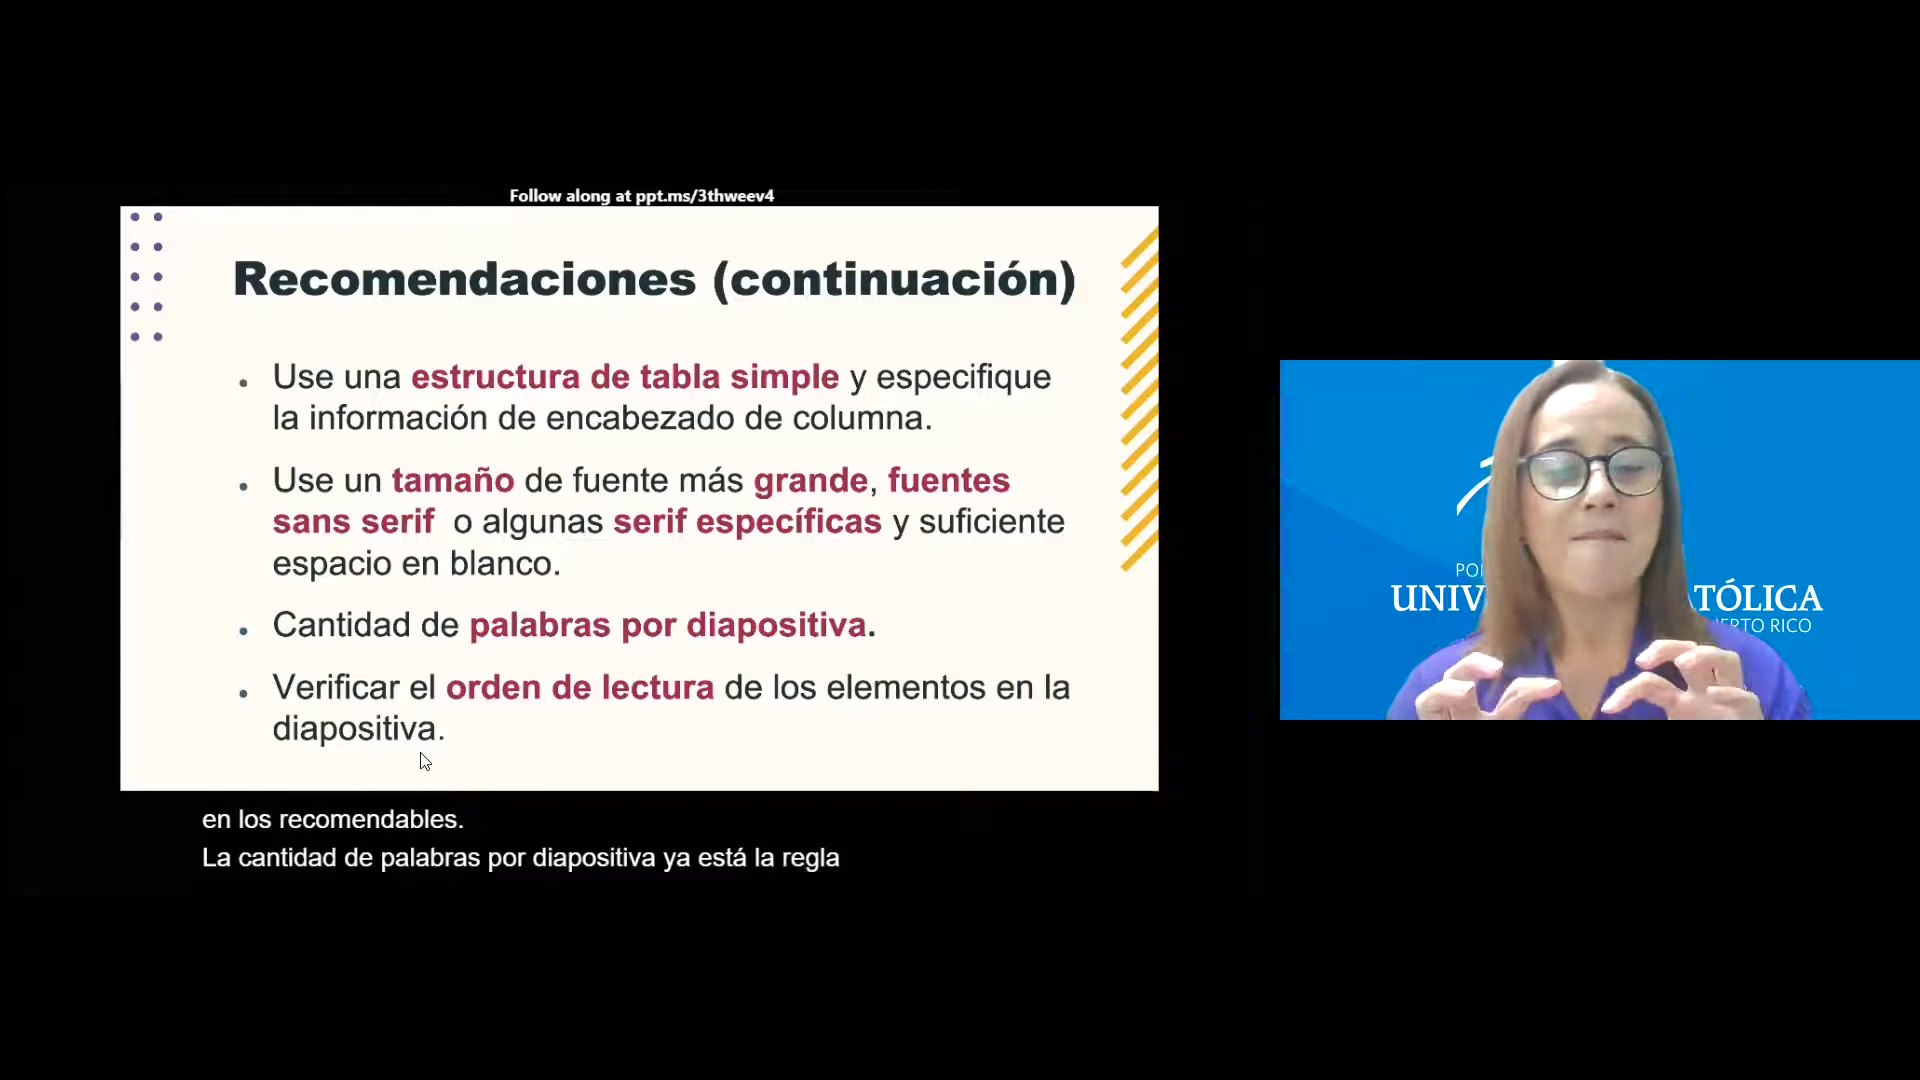 Follow along at ppt.ms/3thweev4
Recomendaciones (continuación)
• Use una estructura de tabla simple y especifique
la información de encabezado de columna.
• Use un tamaño de fuente más grande, fuentes
sans serif o algunas serif específicas y suficiente
espacio en blanco.
• Cantidad de palabras por diapositiva.
• Verificar el orden de lectura de los elementos en la
diapositiva.
en los recomendables.
La cantidad de palabras por diapositiva ya está la regla
TÓLICA
RICO